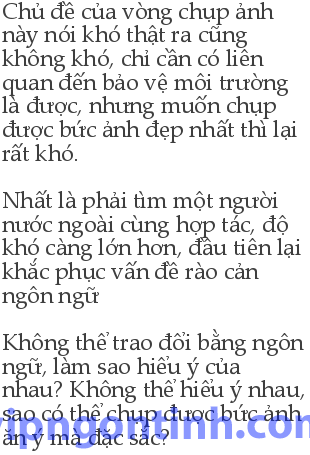 Chủ đề của vòng chụp ảnh
này nói khó thật ra cũng
không khó, chỉ cần có liên
quan đến bảo vệ môi trường
là được, nhưng muốn chụp
được bức ảnh đẹp nhất thì lại
rất khó.
Nhất là phải tìm một người
nước ngoài cùng hợp tác, độ
khó càng lớn hơn, đầu tiên lại
khắc phục vấn đề rào cản
ngôn ngữ
Không thể trao đổi bằng ngôn
ngữ, làm sao hiểu ý của
nhau? Không thể hiểu ý nhau,
sao có thể chụp được bức ảnh
ăn ý mà đặc sắc?
vipngontinh.com